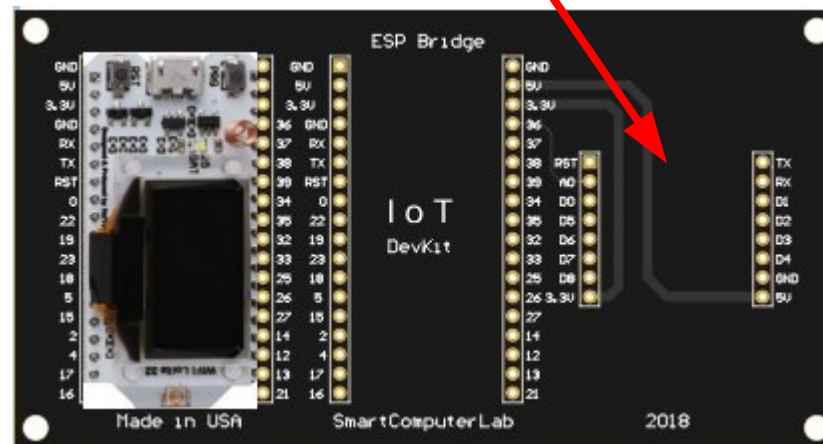 ESP Bridge
GND GND GND
5V 5V 5V
3.3V 3.3V 3.3V
GND 36 GND 36
RX 37 RX 37
TX 38 TX 38 RST TX
RST 39 RST 39 A0 RX
0 34 0 34 D0 D1
22 35 22 35 D5 D2
19 32 19 32 D6 D3
23 33 23 33 D7 D4
18 25 18 25 D8 GND
5 26 5 26 3.3V 5V
15 27 15 27
2 14 2 14
4 12 4 12
17 13 17 13
16 21 16 21
IoT
DevKit
RST
PRG
WIFI LoRa 32
Made in USA SmartComputerLab 2018